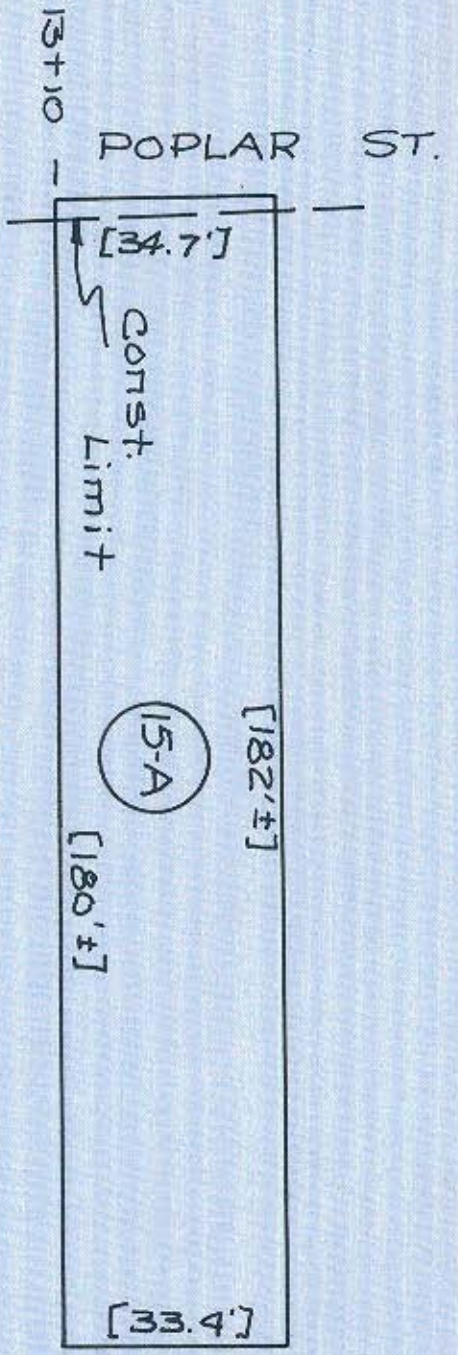 13+10
POPLAR ST.
[34.7']
Const.
Limit
15-A
[182'±]
[180'±]
[33.4']